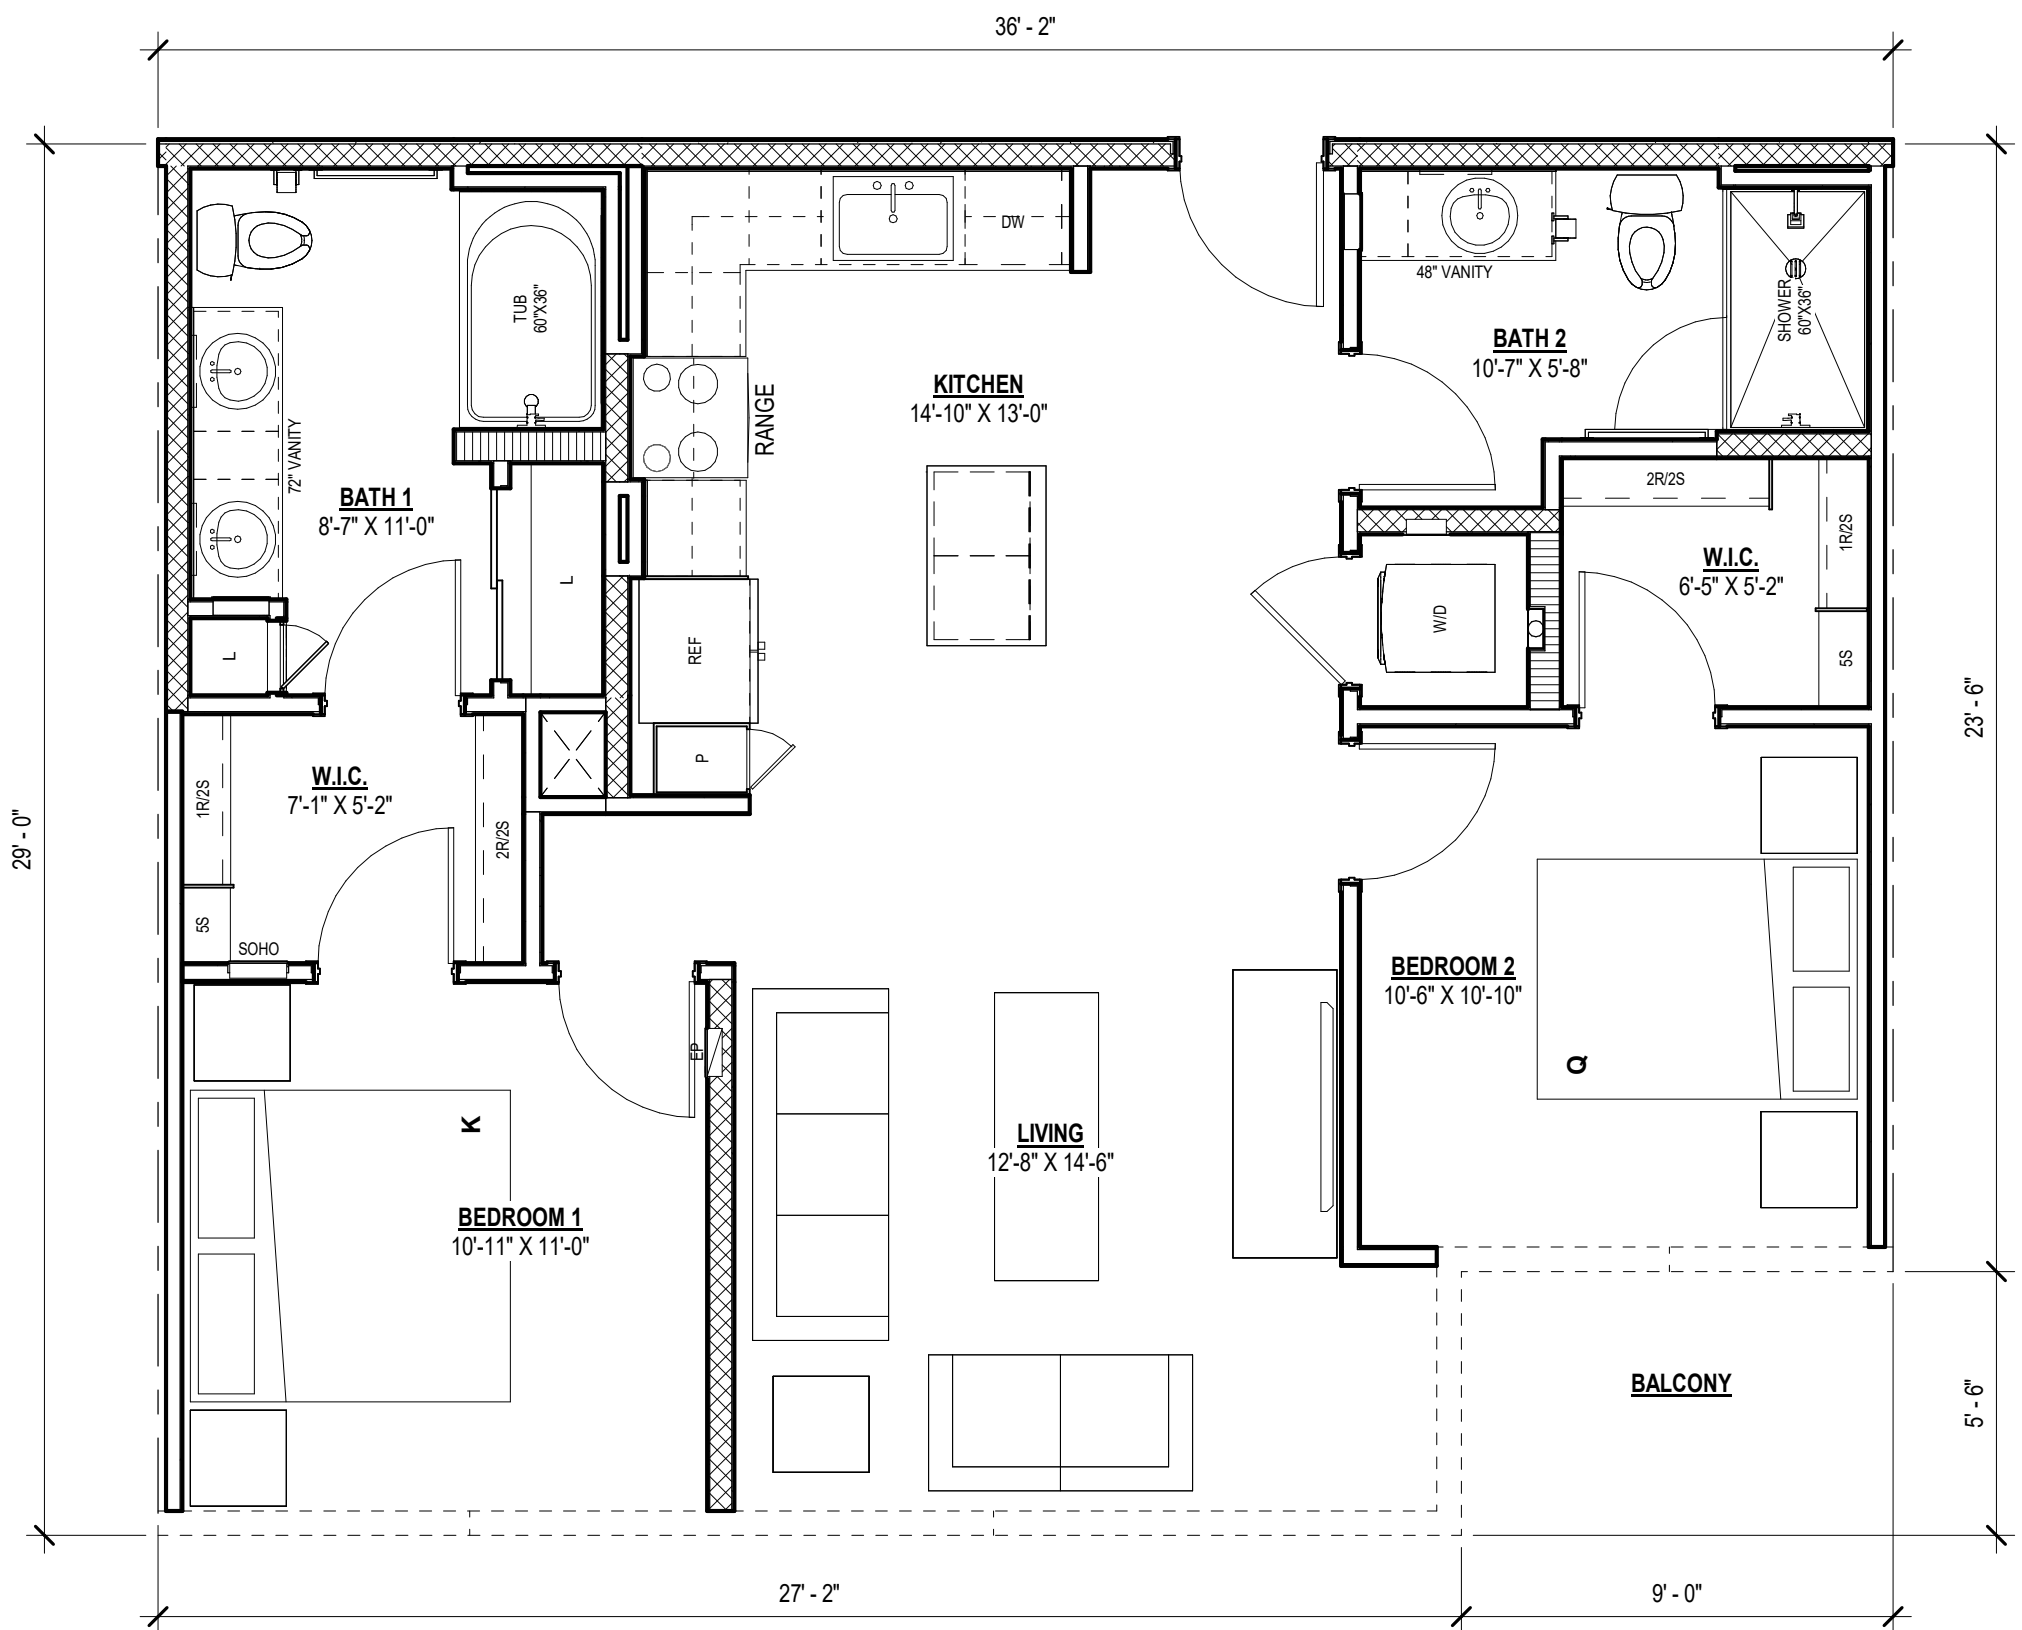 36' - 2"
DW
48" VANITY
TUB
60"X36"
SHOWER
60"X36"
BATH 2
10'-7" X 5'-8"
KITCHEN
14'-10" X 13'-0"
RANGE
72" VANITY
BATH 1
8'-7" X 11'-0"
2R/2S
1R/2S
W.I.C.
6'-5" X 5'-2"
L
L
REF
W/D
5S
23' - 6"
P
W.I.C.
7'-1" X 5'-2"
1R/2S
2R/2S
29' - 0"
5S
SOHO
BEDROOM 2
10'-6" X 10'-10"
EP
Q
K
LIVING
12'-8" X 14'-6"
BEDROOM 1
10'-11" X 11'-0"
BALCONY
5' - 6"
27' - 2"
9' - 0"